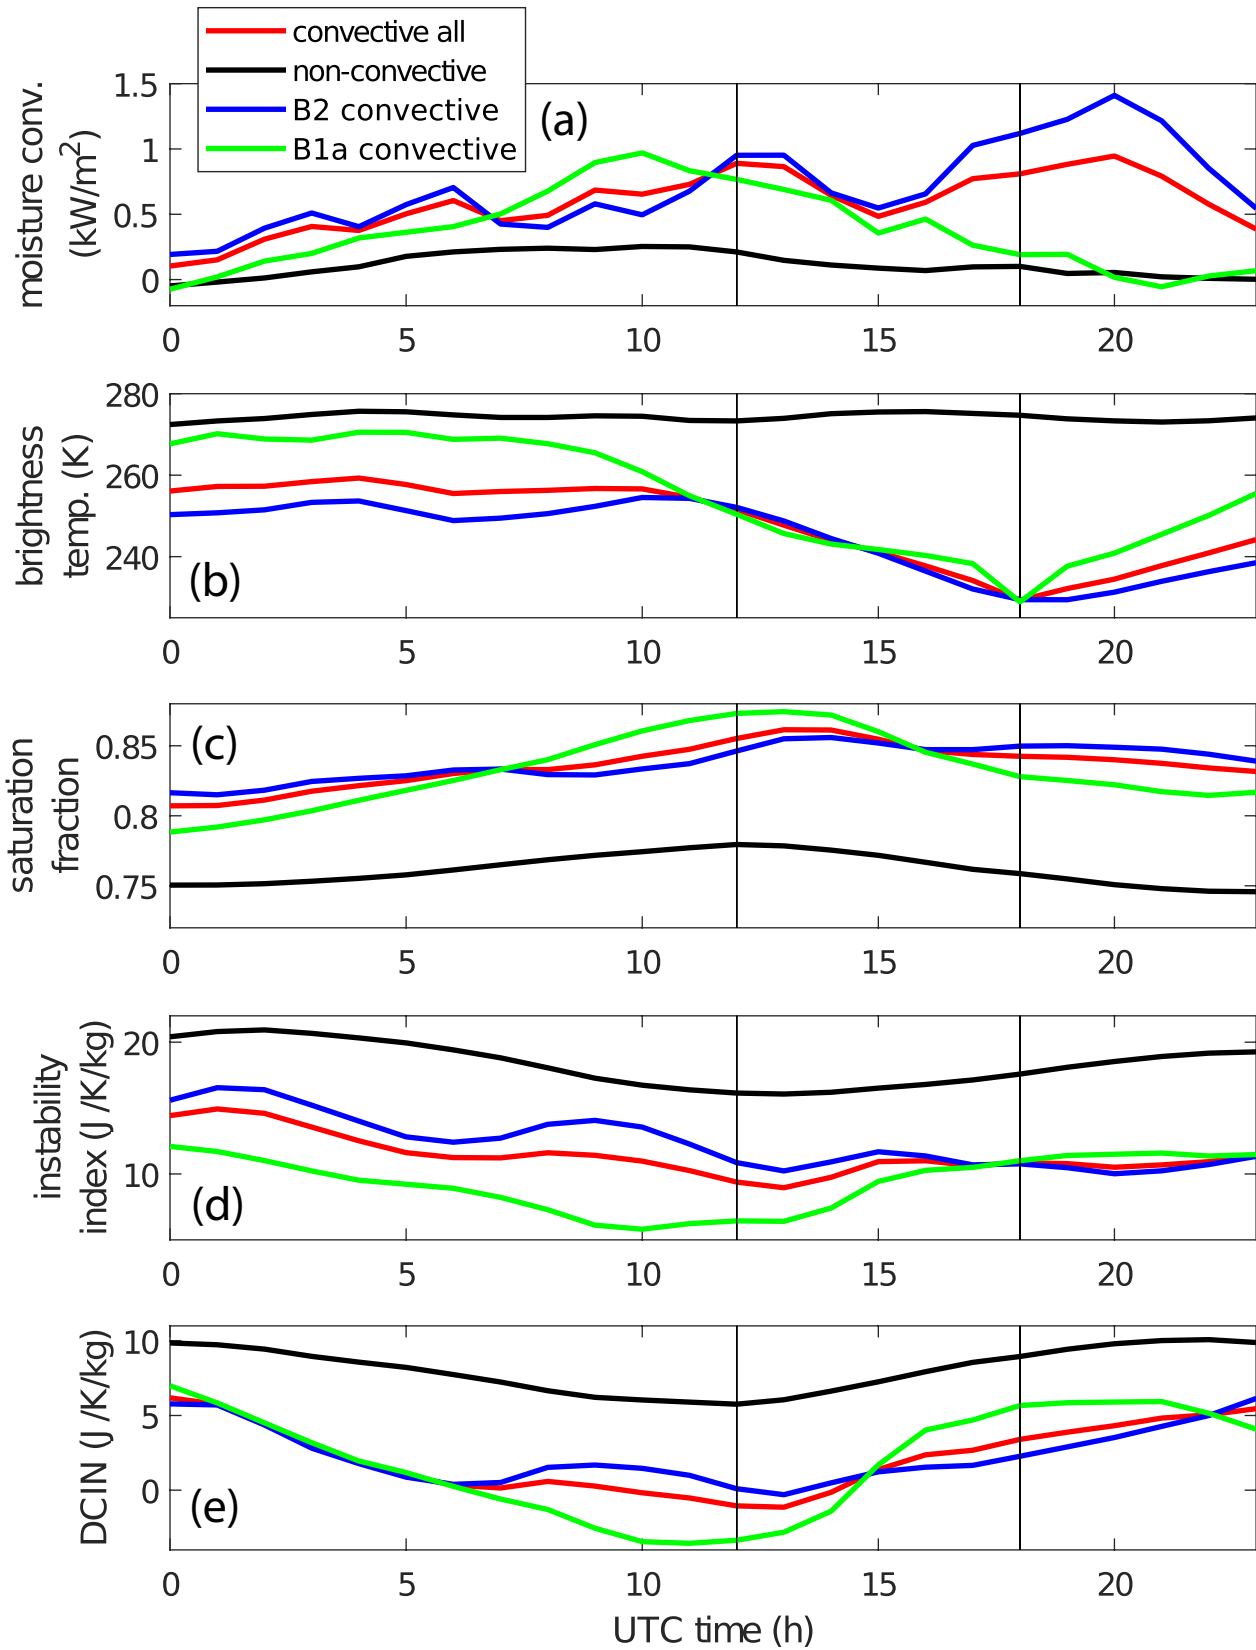 convective all
non-convective
B2 convective
B1a convective
(a)
moisture conv.
(kW/m²)
1.5
1
0.5
0
0 5 10 15 20
brightness
temp. (K)
280
260
240
(b)
0 5 10 15 20
saturation
fraction
(c)
0.85
0.8
0.75
0 5 10 15 20
instability
index (J/K/kg)
20
10
(d)
0 5 10 15 20
DCIN (J/K/kg)
10
5
0
(e)
0 5 10 15 20
UTC time (h)